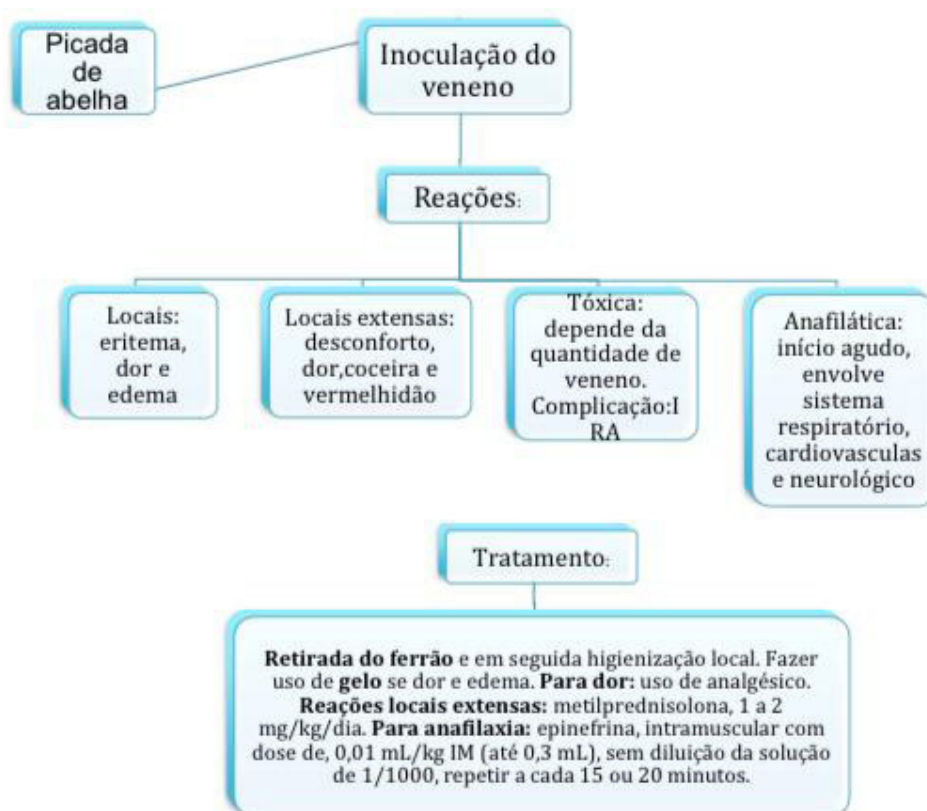 Picada
de
abelha
Inoculação do
veneno
Reações:
Locais:
eritema,
dor e
edema
Locais extensas:
desconforto,
dor,coceira e
vermelhidão
Tóxica:
depende da
quantidade de
veneno.
Complicação:I
RA
Anafilática:
início agudo,
envolve
sistema
respiratório,
cardiovasculas
e neurológico
Tratamento:
Retirada do ferrão e em seguida higienização local. Fazer
uso de gelo se dor e edema. Para dor: uso de analgésico.
Reações locais extensas: metilprednisolona, 1 a 2
mg/kg/dia. Para anafilaxia: epinefrina, intramuscular com
dose de, 0,01 mL/kg IM (até 0,3 mL), sem diluição da solução
de 1/1000, repetir a cada 15 ou 20 minutos.